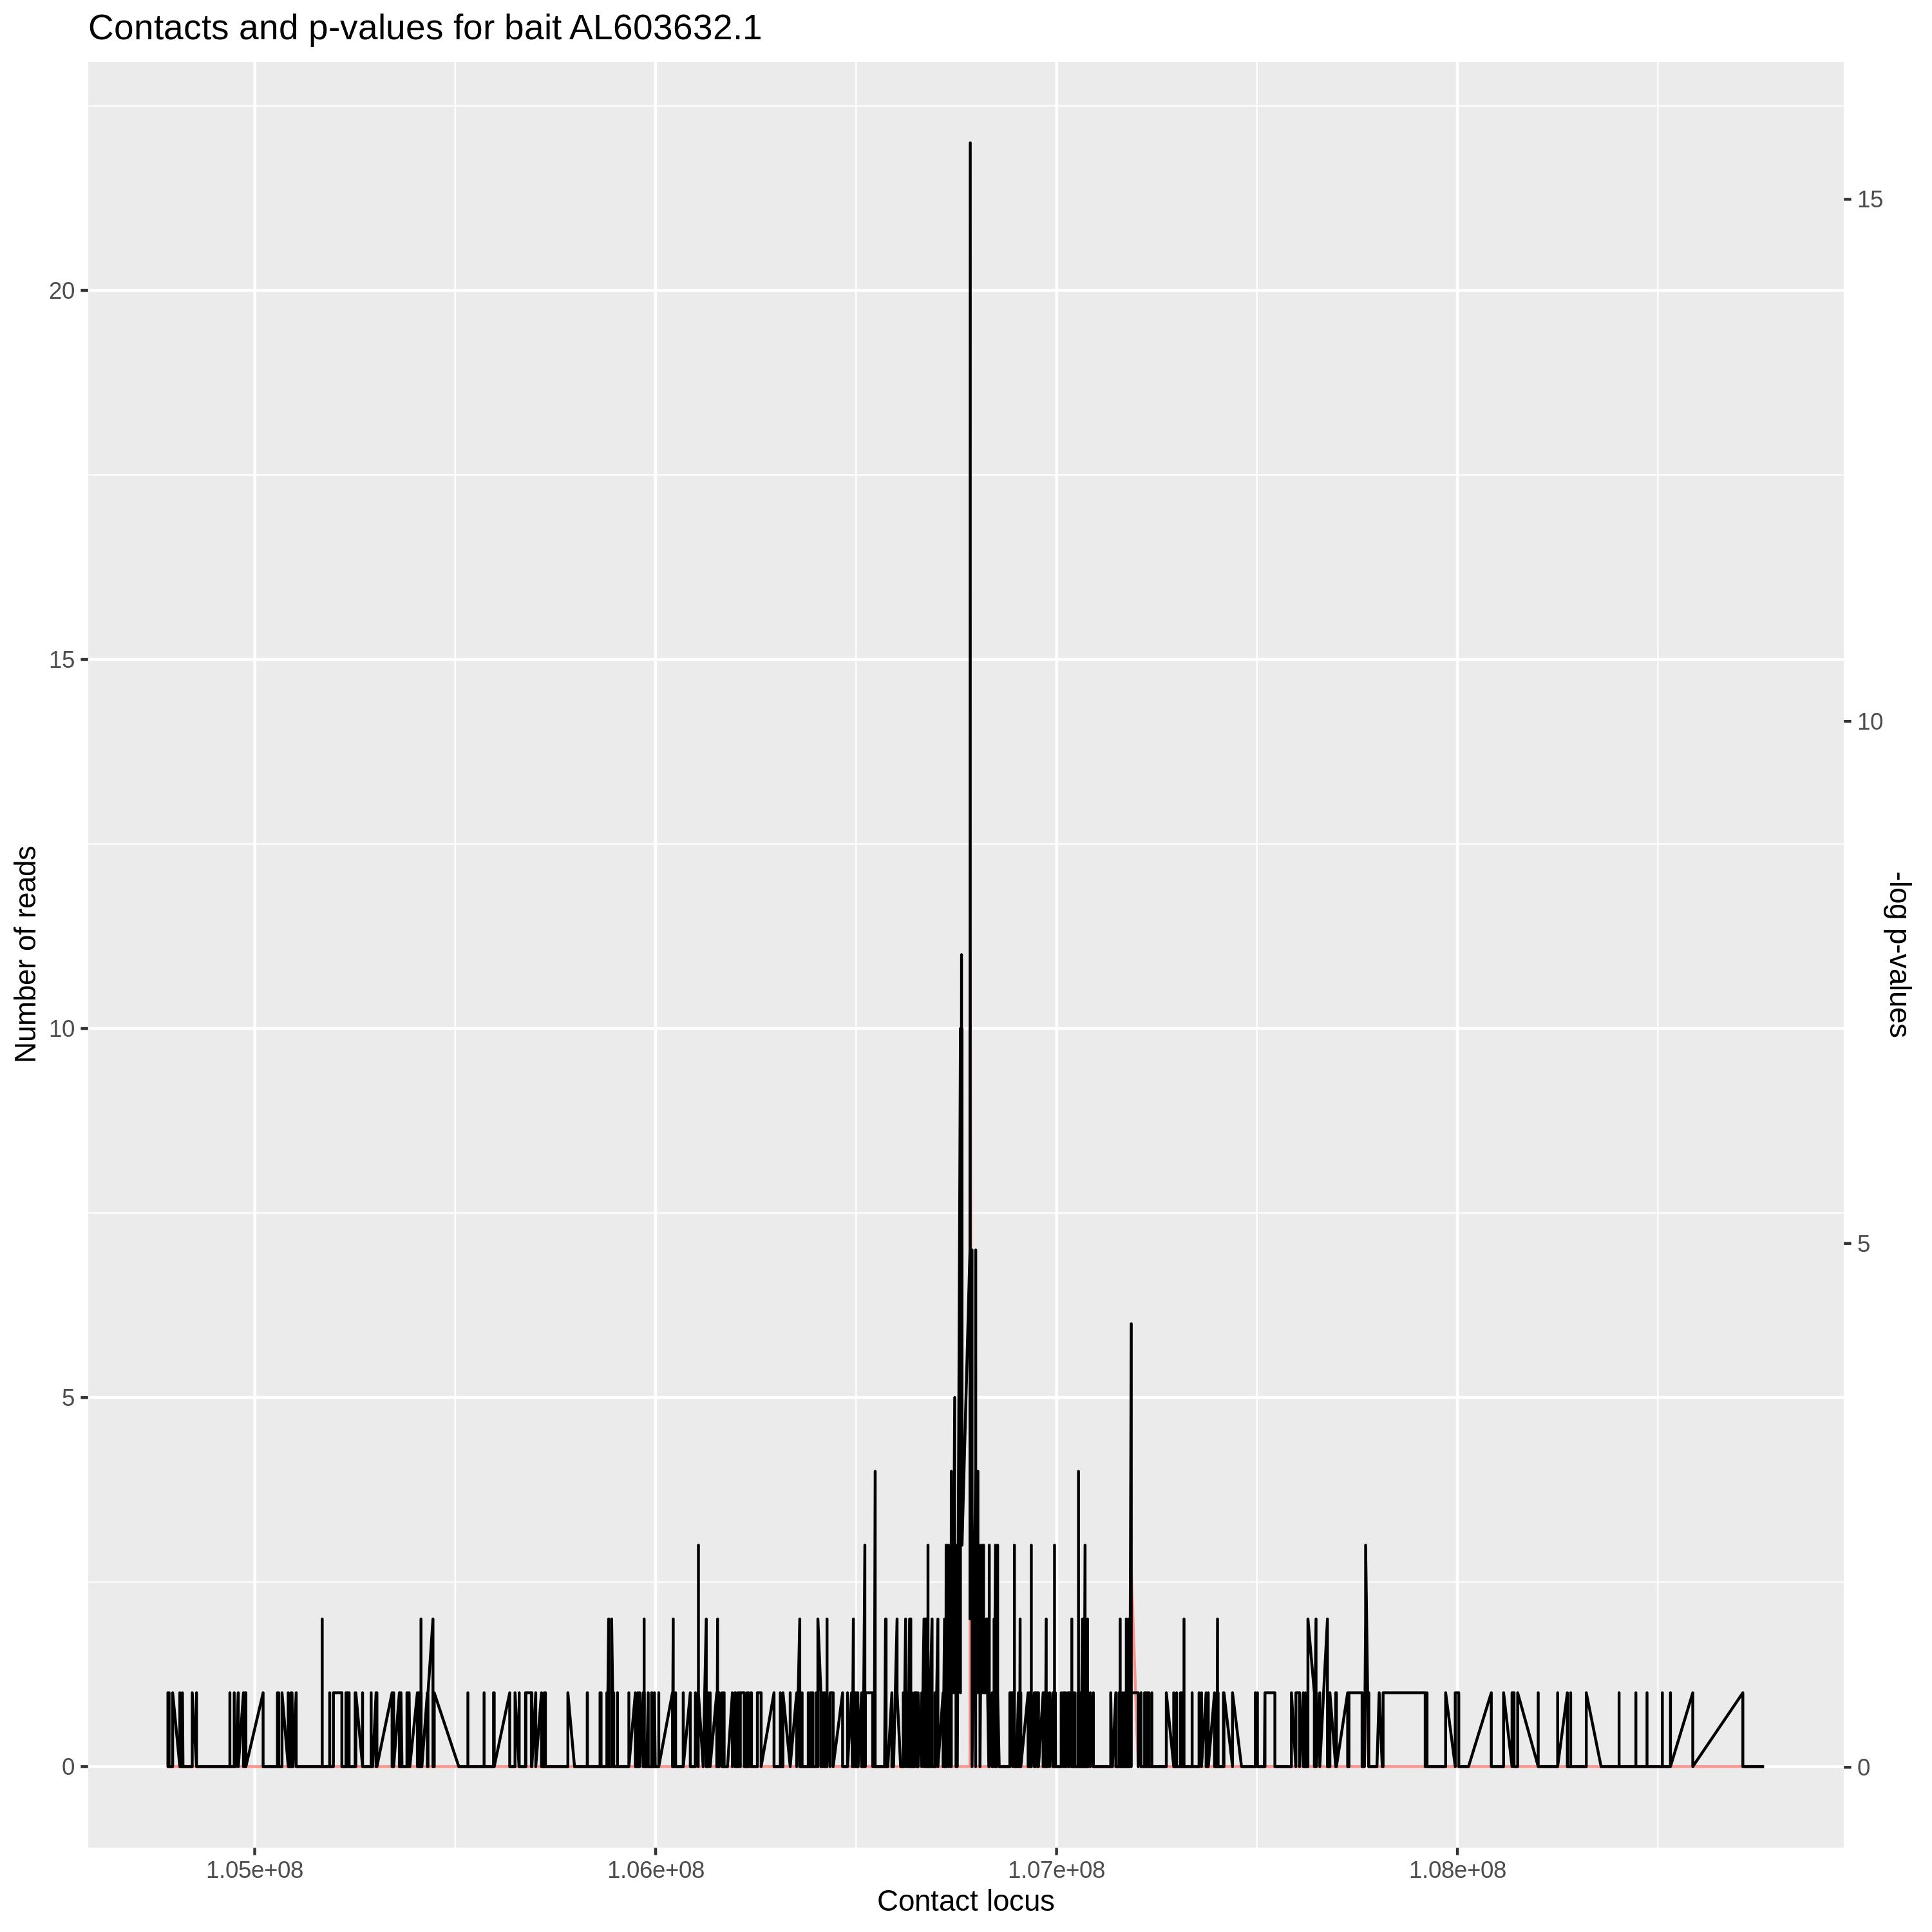 Contacts and p-values for bait AL603632.1
Number of reads
20
15
10
5
0
15
10
5
0
-log p-values
1.05e+08 1.06e+08 1.07e+08 1.08e+08
Contact locus